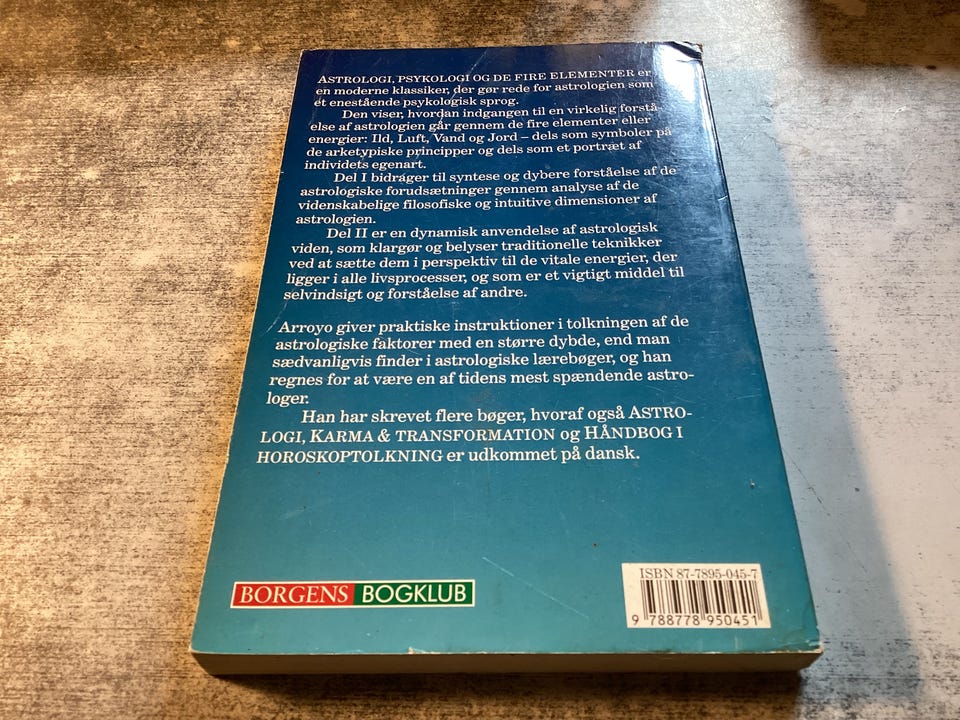 ASTROLOGI, PSYKOLOGI OG DE FIRE ELEMENTER er
en moderne klassiker, der gør rede for astrologien som
et enestående psykologisk sprog.
Den viser, hvordan indgangen til en virkelig forstå-
else af astrologien går gennem de fire elementer eller
energier: Ild, Luft, Vand og Jord – dels som symboler på
de arketypiske principper og dels som et portræt af
individets egenart.
Del I bidrager til syntese og dybere forståelse af de
astrologiske forudsætninger gennem analyse af de
videnskabelige filosofiske og intuitive dimensioner af
astrologien.
Del II er en dynamisk anvendelse af astrologisk
viden, som klargør og belyser traditionelle teknikker
ved at sætte dem i perspektiv til de vitale energier, der
ligger i alle livsprocesser, og som er et vigtigt middel til
selvindsigt og forståelse af andre.
Arroyo giver praktiske instruktioner i tolkningen af de
astrologiske faktorer med en større dybde, end man
sædvanligvis finder i astrologiske lærebøger, og han
regnes for at være en af tidens mest spændende astro-
loger.
Han har skrevet flere bøger, hvoraf også ASTRO-
LOGI, KARMA & TRANSFORMATION og HÅNDBOG I
HOROSKOPTOLKNING er udkommet på dansk.
BORGENS BOGKLUB
ISBN 87-7895-045-7
9 788778 950451